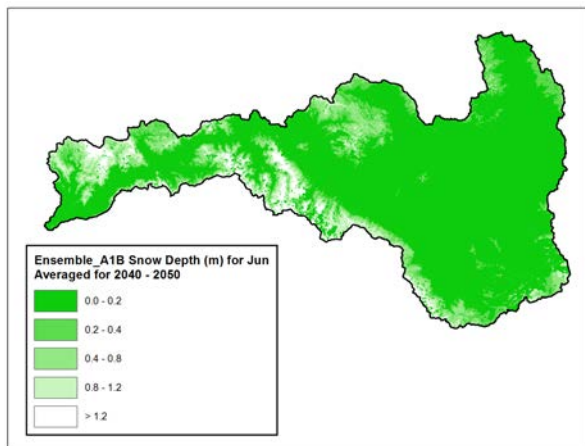 Ensemble_A1B Snow Depth (m) for Jun
Averaged for 2040 - 2050
0.0 - 0.2
0.2 - 0.4
0.4 - 0.8
0.8 - 1.2
> 1.2